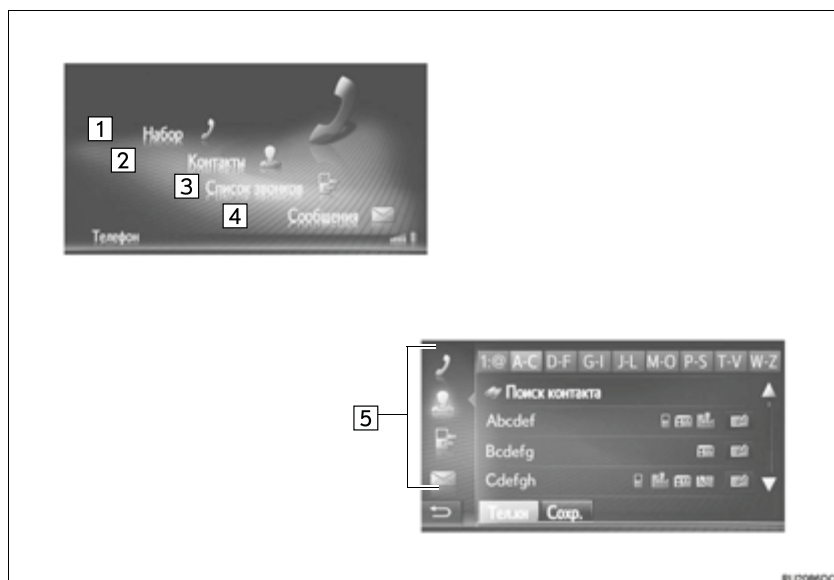 1 Набор
2 Контакты
3 Список звонков
4 Сообщения
Телефон
5
1:@ A-C D-F G-I J-L M-O P-S T-V W-Z
Поиск контакта
Abcdef
Bcdefg
Cdefgh
Тел.кн Сохр.